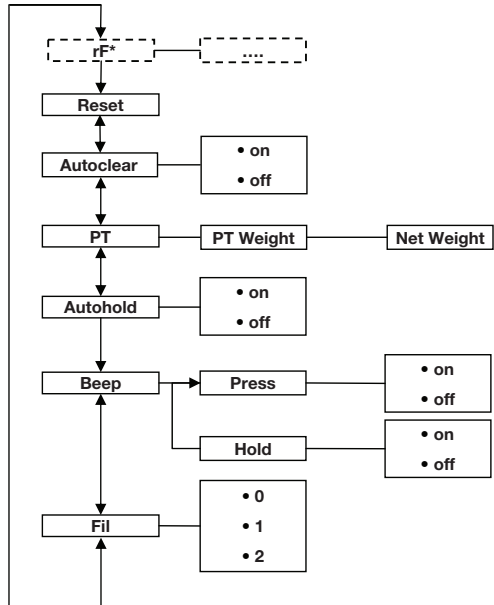 rF* ....
Reset
• on
Autoclear
• off
PT PT Weight Net Weight
• on
Autohold
• off
• on
Beep Press
• off
• on
Hold
• off
• 0
Fil • 1
• 2